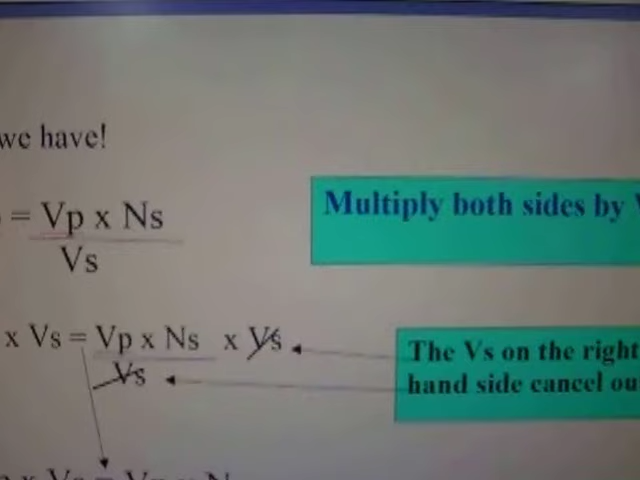 we have!
= Vp x Ns
Vs
Multiply both sides by
x Vs = Vp x Ns x Vs
Vs
The Vs on the right
hand side cancel